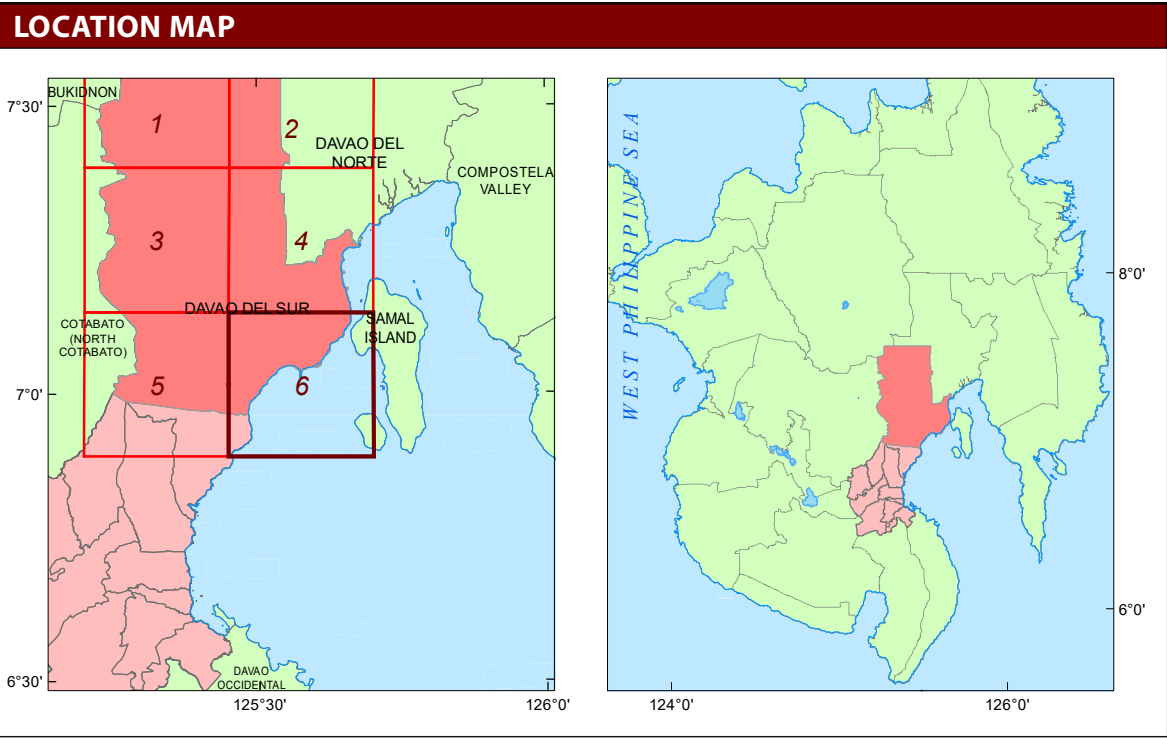 LOCATION MAP
7°30'
BUKIDNON
1
2
DAVAO DEL
NORTE
COMPOSTELA
VALLEY
3
4
DAVAO DEL SUR
COTABATO
(NORTH
COTABATO)
SAMAL
ISLAND
7°0'
5
6
6°30'
DAVAO
OCCIDENTAL
125°30'
126°0'
WEST PHILIPPINE SEA
8°0'
6°0'
124°0'
126°0'